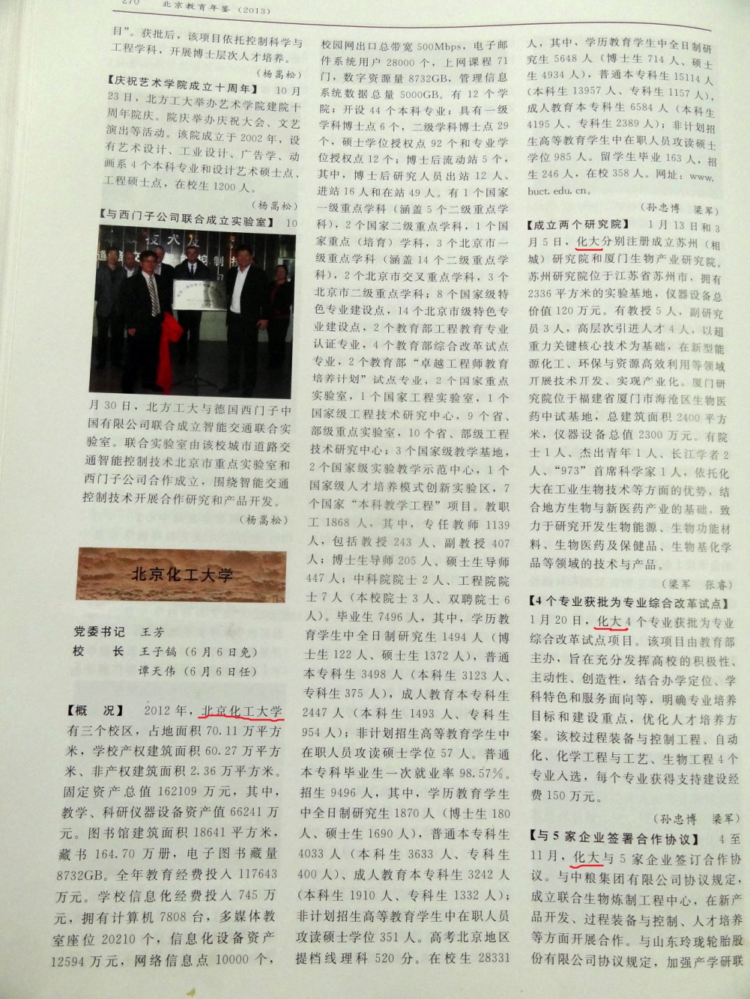 270 北京教育年鉴(2013)
目”。获批后,该项目依托控制科学与
工程学科,开展博士层次人才培养。
(杨嵩松)
【庆祝艺术学院成立十周年】 10月
23日,北方工大举办艺术学院建院十
周年院庆。院庆举办庆祝大会、文艺
演出等活动。该院成立于2002年,设
有艺术设计、工业设计、广告学、动
画系4个本科专业和设计艺术硕士点、
工程硕士点,在校生1200人。
(杨嵩松)
【与西门子公司联合成立实验室】 10
月30日,北方工大与德国西门子中
国有限公司联合成立智能交通联合实
验室。联合实验室由该校城市道路交
通智能控制技术北京市重点实验室和
西门子公司合作成立,围绕智能交通
控制技术开展合作研究和产品开发。
(杨嵩松)
北京化工大学
党委书记 王芳
校 长 王子镐(6月6日免)
谭天伟(6月6日任)
【概 况】 2012年,北京化工大学
有三个校区,占地面积70.11万平方
米,学校产权建筑面积60.27万平方
米、非产权建筑面积2.36万平方米。
固定资产总值162109万元,其中,
教学、科研仪器设备资产值66241万
元。图书馆建筑面积18641平方米,
藏书164.70万册,电子图书藏量
8732GB。全年教育经费投入117643
万元。学校信息化经费投入745万
元,拥有计算机7808台,多媒体教
室座位20210个,信息化设备资产
12594万元,网络信息点10000个,
校园网出口总带宽500Mbps,电子邮
件系统用户28000个,上网课程71
门,数字资源量8732GB,管理信息
系统数据总量5000GB。有12个学
院;开设44个本科专业;具有一级
学科博士点6个,二级学科博士点29
个,硕士学位授权点92个和专业学
位授权点12个;博士后流动站5个,
其中,博士后研究人员出站12人、
进站16人和在站49人。有1个国家
一级重点学科(涵盖5个二级重点学
科),2个国家二级重点学科,1个国
家重点(培育)学科,3个北京市一
级重点学科(涵盖14个二级重点学
科),2个北京市交叉重点学科,3个
北京市二级重点学科;8个国家级特
色专业建设点,14个北京市级特色专
业建设点,2个教育部工程教育专业
认证专业,4个教育部综合改革试点
专业,2个教育部“卓越工程师教育
培养计划”试点专业;2个国家重点
实验室,1个国家工程实验室,1个
国家级工程技术研究中心,9个省、
部级重点实验室,10个省、部级工程
技术研究中心;3个国家级教学基地,
2个国家级实验教学示范中心,1个
国家级人才培养模式创新实验区,7
个国家“本科教学工程”项目。教职
工1868人,其中,专任教师1139
人,包括教授243人、副教授407
人;博士生导师205人、硕士生导师
447人;中科院院士2人、工程院院
士7人(本校院士3人、双聘院士6
人)。毕业生7496人,其中,学历教
育学生中全日制研究生1494人(博
士生122人、硕士生1372人),普通
本专科生3498人(本科生3123人、
专科生375人),成人教育本专科生
2447人(本科生1493人、专科生
954人);非计划招生高等教育学生中
在职人员攻读硕士学位57人。普通
本专科毕业生一次就业率98.57%。
招生9496人,其中,学历教育学生
中全日制研究生1870人(博士生180
人、硕士生1690人),普通本专科生
4033人(本科生3633人、专科生
400人)、成人教育本专科生3242人
(本科生1910人、专科生1332人);
非计划招生高等教育学生中在职人员
攻读硕士学位351人。高考北京地区
提档线理科520分。在校生28331
人,其中,学历教育学生中全日制研
究生5648人(博士生714人、硕士
生4934人),普通本专科生15114人
(本科生13957人、专科生1157人),
成人教育本专科生6584人(本科生
4195人、专科生2389人);非计划招
生高等教育学生中在职人员攻读硕士
学位985人。留学生毕业163人,招
生246人,在校358人。网址:www.
buct.edu.cn。
(孙忠博 梁军)
【成立两个研究院】 1月13日和3
月5日,化大分别注册成立苏州(相
城)研究院和厦门生物产业研究院。
苏州研究院位于江苏省苏州市,拥有
2336平方米的实验基地,仪器设备总
价值120万元。有教授5人,副研究
员3人,高层次引进人才4人,以超
重力关键核心技术为基础,在新型能
源化工、环保与资源高效利用等领域
开展技术开发、实现产业化。厦门研
究院位于福建省厦门市海沧区生物医
药中试基地,总建筑面积2400平方
米,仪器设备总值2300万元。有院
士1人、杰出青年1人、长江学者2
人、“973”首席科学家1人,依托化
大在工业生物技术等方面的优势,结
合地方生物与新医药产业的基础,致
力于研究开发生物能源、生物功能材
料、生物医药及保健品、生物基化学
品等领域的技术与产品。
(梁军 张睿)
【4个专业获批为专业综合改革试点】
1月20日,化大4个专业获批为专业
综合改革试点项目。该项目由教育部
主办,旨在充分发挥高校的积极性、
主动性、创造性,结合办学定位、学
科特色和服务面向等,明确专业培养
目标和建设重点,优化人才培养方
案。该校过程装备与控制工程、自动
化、化学工程与工艺、生物工程4个
专业入选,每个专业获得支持建设经
费150万元。
(孙忠博 梁军)
【与5家企业签署合作协议】 4至
11月,化大与5家企业签订合作协
议。与中粮集团有限公司协议规定,
成立联合生物炼制工程中心,在新产
品开发、过程装备与控制、人才培养
等方面开展合作。与山东玲珑轮胎股
份有限公司协议规定,加强产学研联